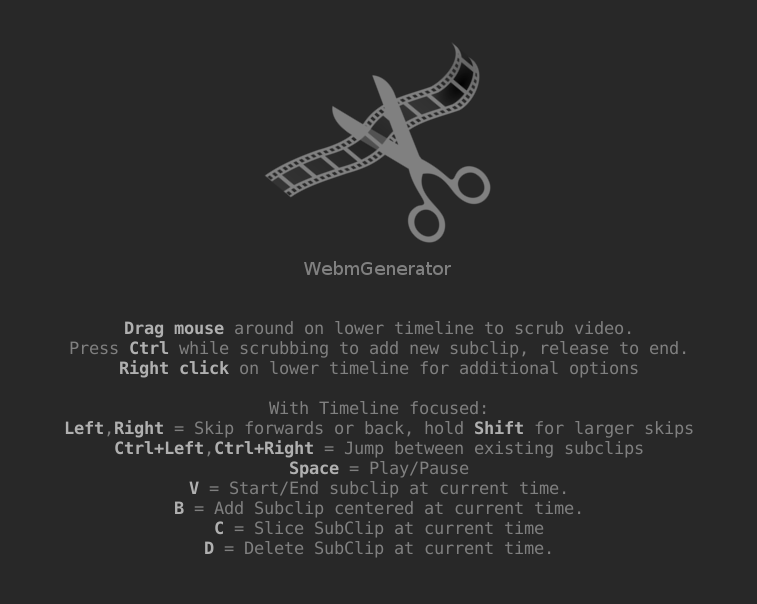 WebmGenerator
Drag mouse around on lower timeline to scrub video.
Press Ctrl while scrubbing to add new subclip, release to end.
Right click on lower timeline for additional options
With Timeline focused:
Left,Right = Skip forwards or back, hold Shift for larger skips
Ctrl+Left,Ctrl+Right = Jump between existing subclips
Space = Play/Pause
V = Start/End subclip at current time.
B = Add Subclip centered at current time.
C = Slice SubClip at current time
D = Delete SubClip at current time.